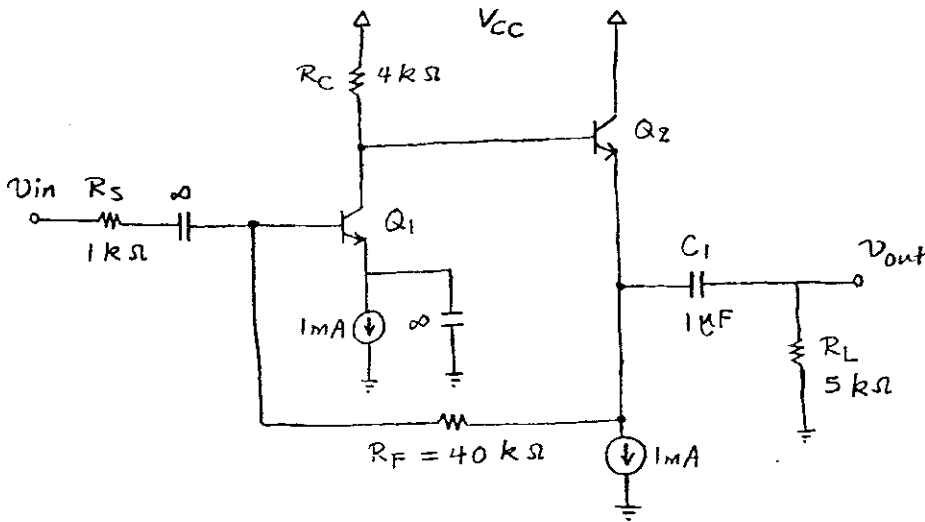 VCC
RC 4kΩ
Q2
vin RS ∞
1kΩ
Q1
C1
vout
1mA ∞
1μF
RL
5kΩ
RF = 40 kΩ
1mA